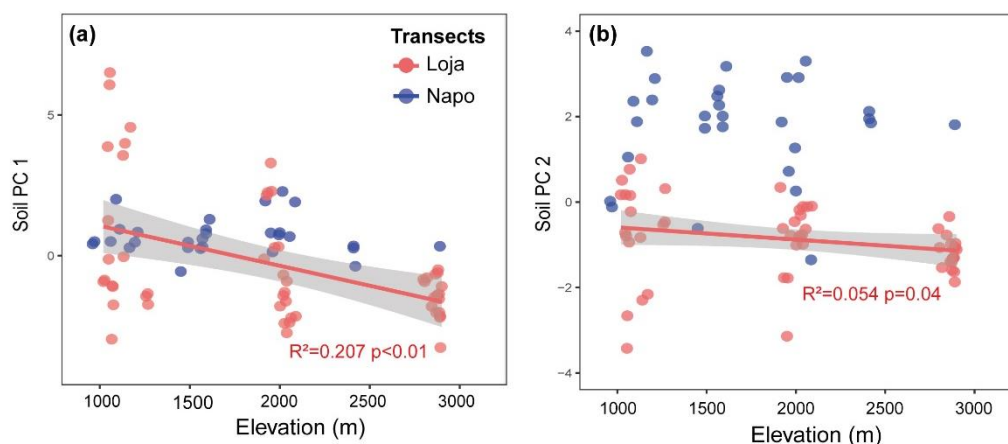 (a)
Transects
Loja
Napo
5
0
Soil PC 1
R²=0.207 p<0.01
1000 1500 2000 2500 3000
Elevation (m)
(b)
4
2
0
−2
−4
Soil PC 2
R²=0.054 p=0.04
1000 1500 2000 2500 3000
Elevation (m)